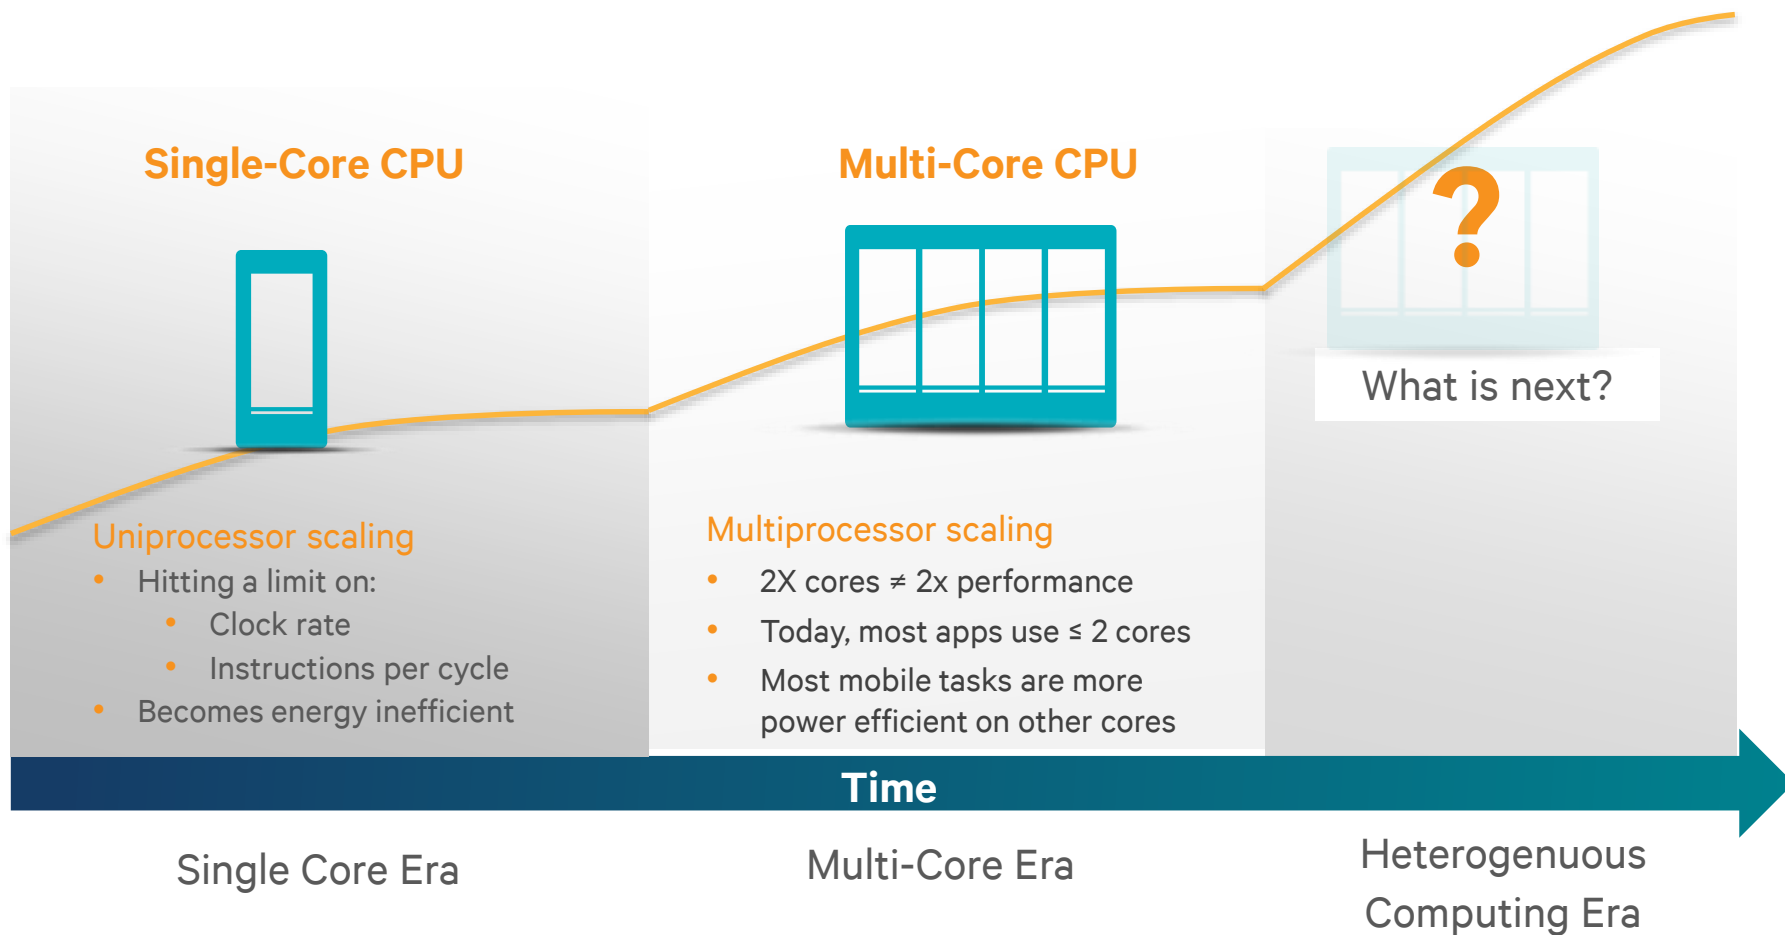 Single-Core CPU
Uniprocessor scaling
• Hitting a limit on:
• Clock rate
• Instructions per cycle
• Becomes energy inefficient
Multi-Core CPU
Multiprocessor scaling
• 2X cores ≠ 2x performance
• Today, most apps use ≤ 2 cores
• Most mobile tasks are more
power efficient on other cores
?
What is next?
Time
Single Core Era
Multi-Core Era
Heterogenuous
Computing Era